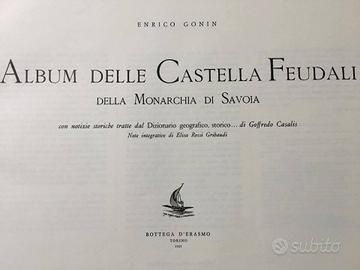 ENRICO GONIN
ALBUM DELLE CASTELLA FEUDALI
DELLA MONARCHIA DI SAVOIA
con notizie storiche tratte dal Dizionario geografico, storico... di Goffredo Casalis
Note integrative di Elisa Rossi Gribaudi
BOTTEGA D'ERASMO
TORINO
subito